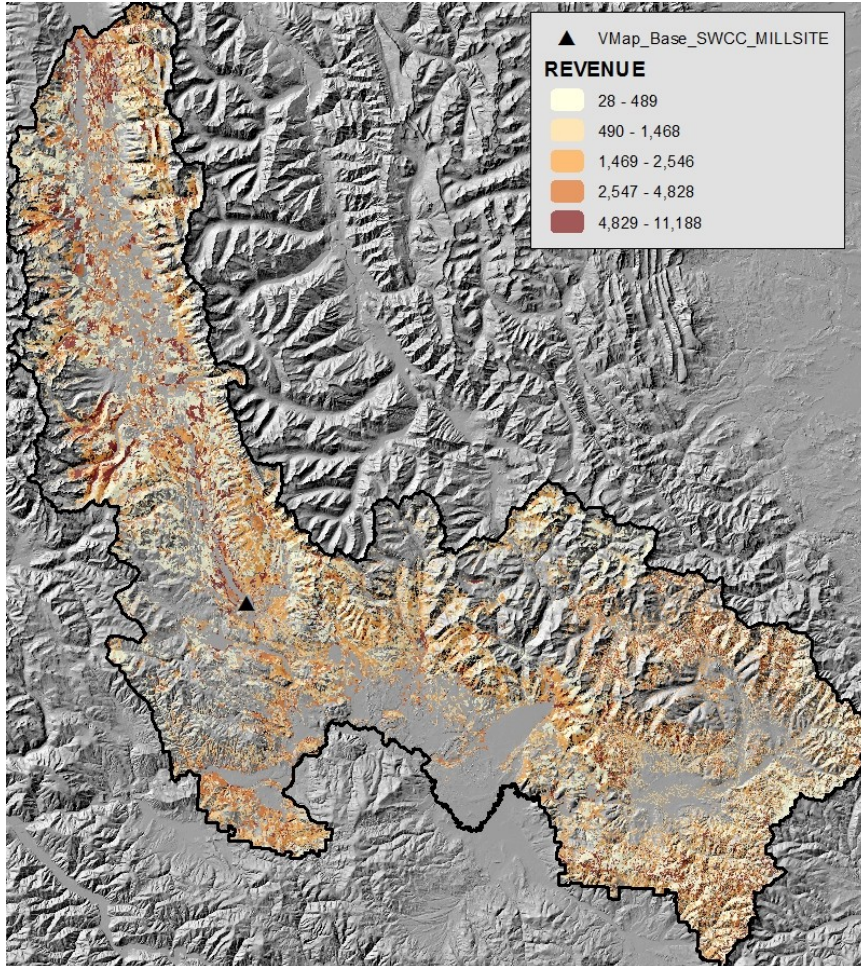 VMap_Base_SWCC_MILLSITE
REVENUE
28 - 489
490 - 1,468
1,469 - 2,546
2,547 - 4,828
4,829 - 11,188